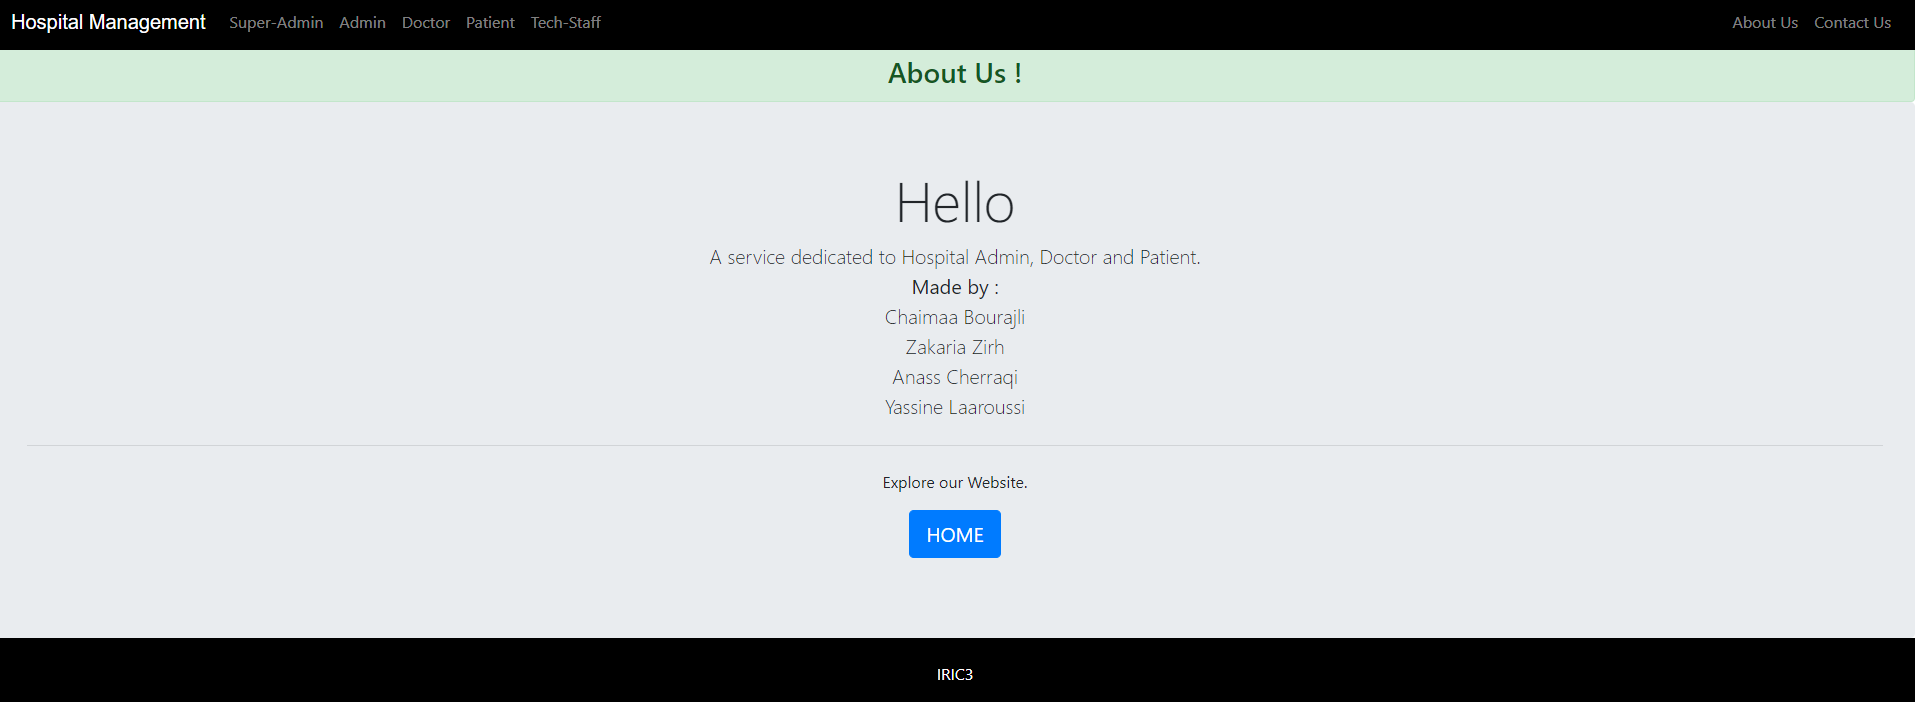 Hospital Management Super-Admin Admin Doctor Patient Tech-Staff About Us Contact Us
About Us !
Hello
A service dedicated to Hospital Admin, Doctor and Patient.
Made by :
Chaimaa Bourajli
Zakaria Zirh
Anass Cherraqi
Yassine Laaroussi
Explore our Website.
HOME
IRIC3